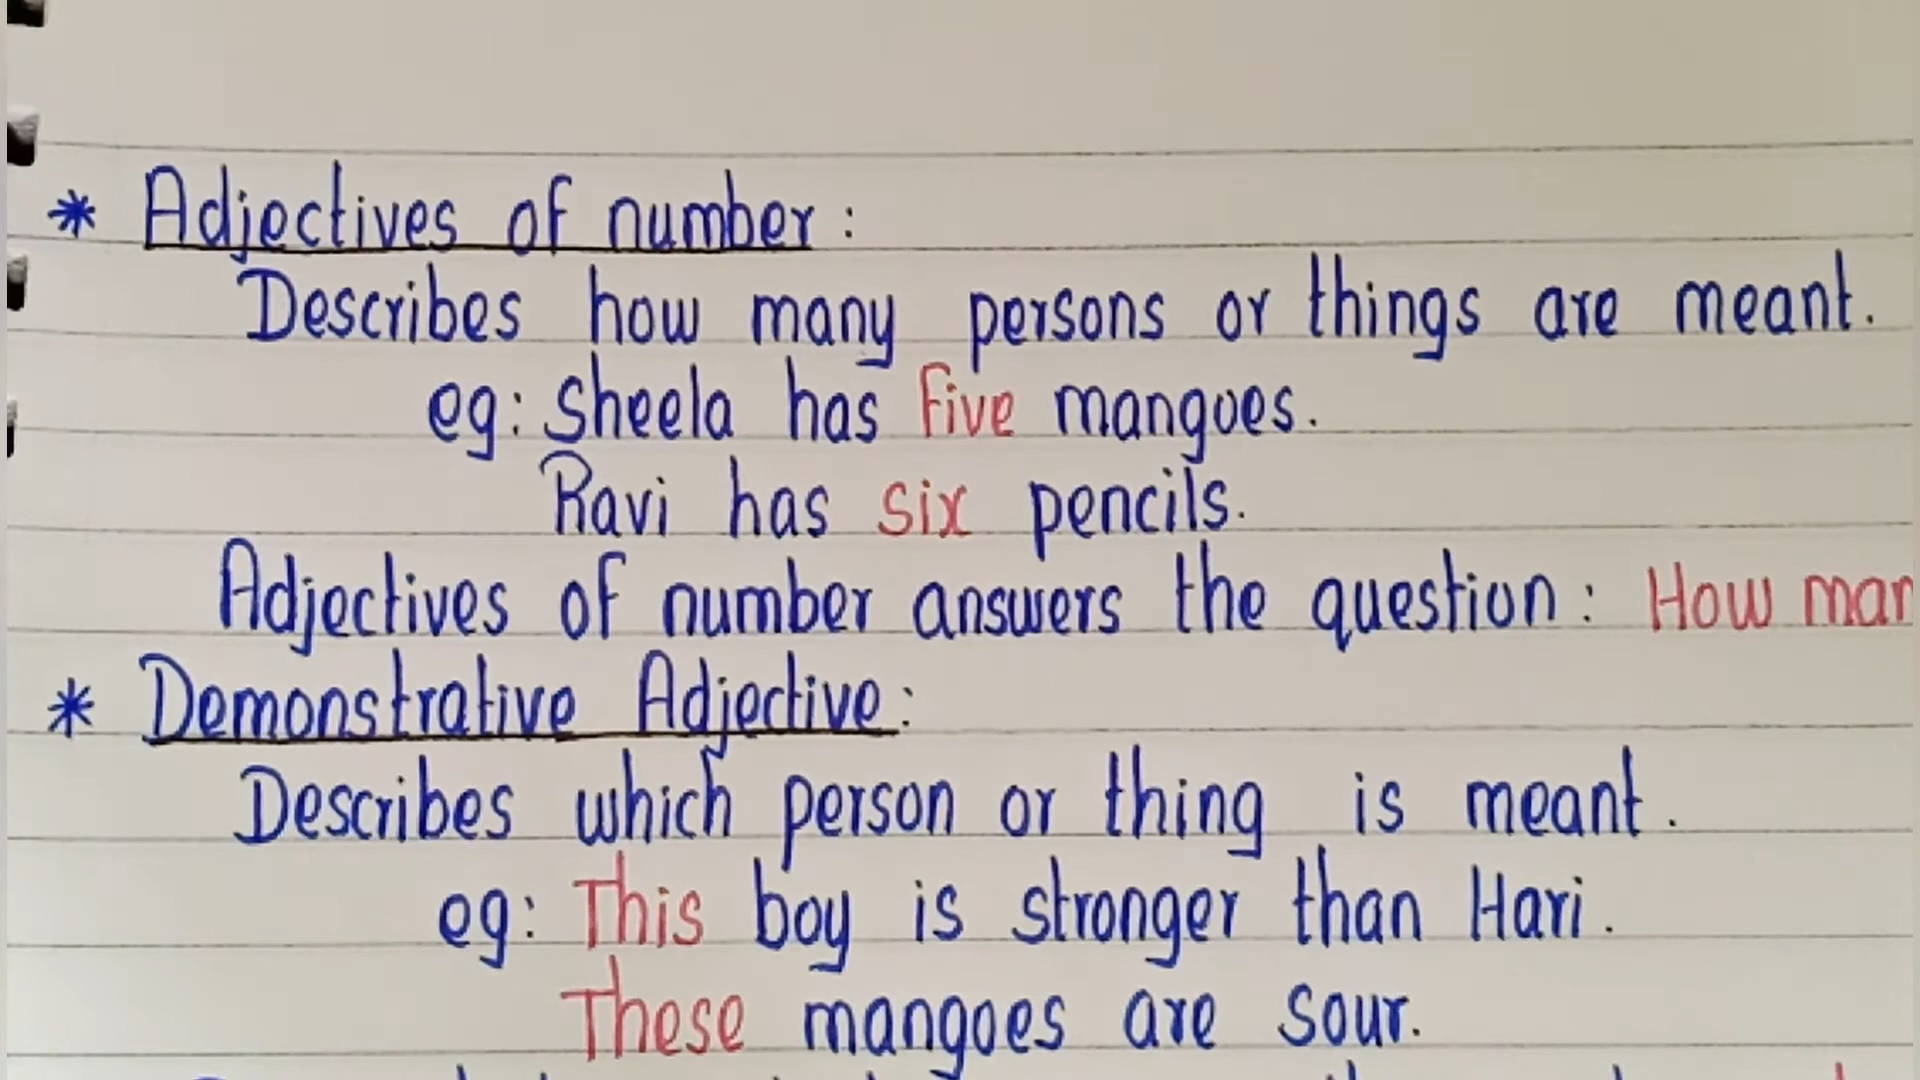 * Adjectives of number:
Describes how many persons or things are meant.
eg: Sheela has five mangoes.
Ravi has six pencils.
Adjectives of number answers the question: How
* Demonstrative Adjective:
Describes which person or thing is meant.
eg: This boy is stronger than Hari.
These mangoes are sour.